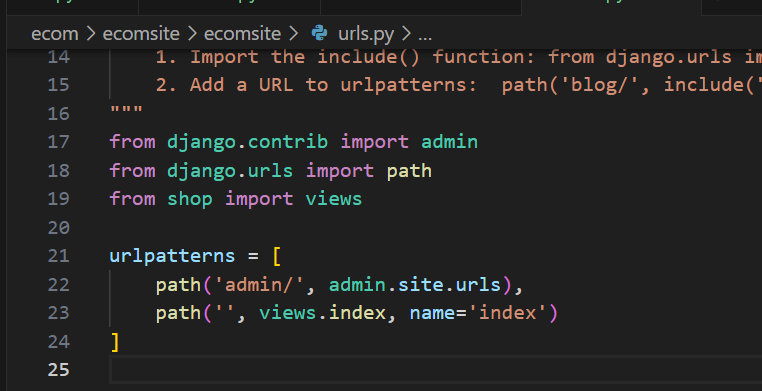 ecom > ecomsite > ecomsite > urls.py > ...
14 1. Import the include() function: from django.urls im
15 2. Add a URL to urlpatterns: path('blog/', include('
16 """
17 from django.contrib import admin
18 from django.urls import path
19 from shop import views
20
21 urlpatterns = [
22 path('admin/', admin.site.urls),
23 path('', views.index, name='index')
24 ]
25